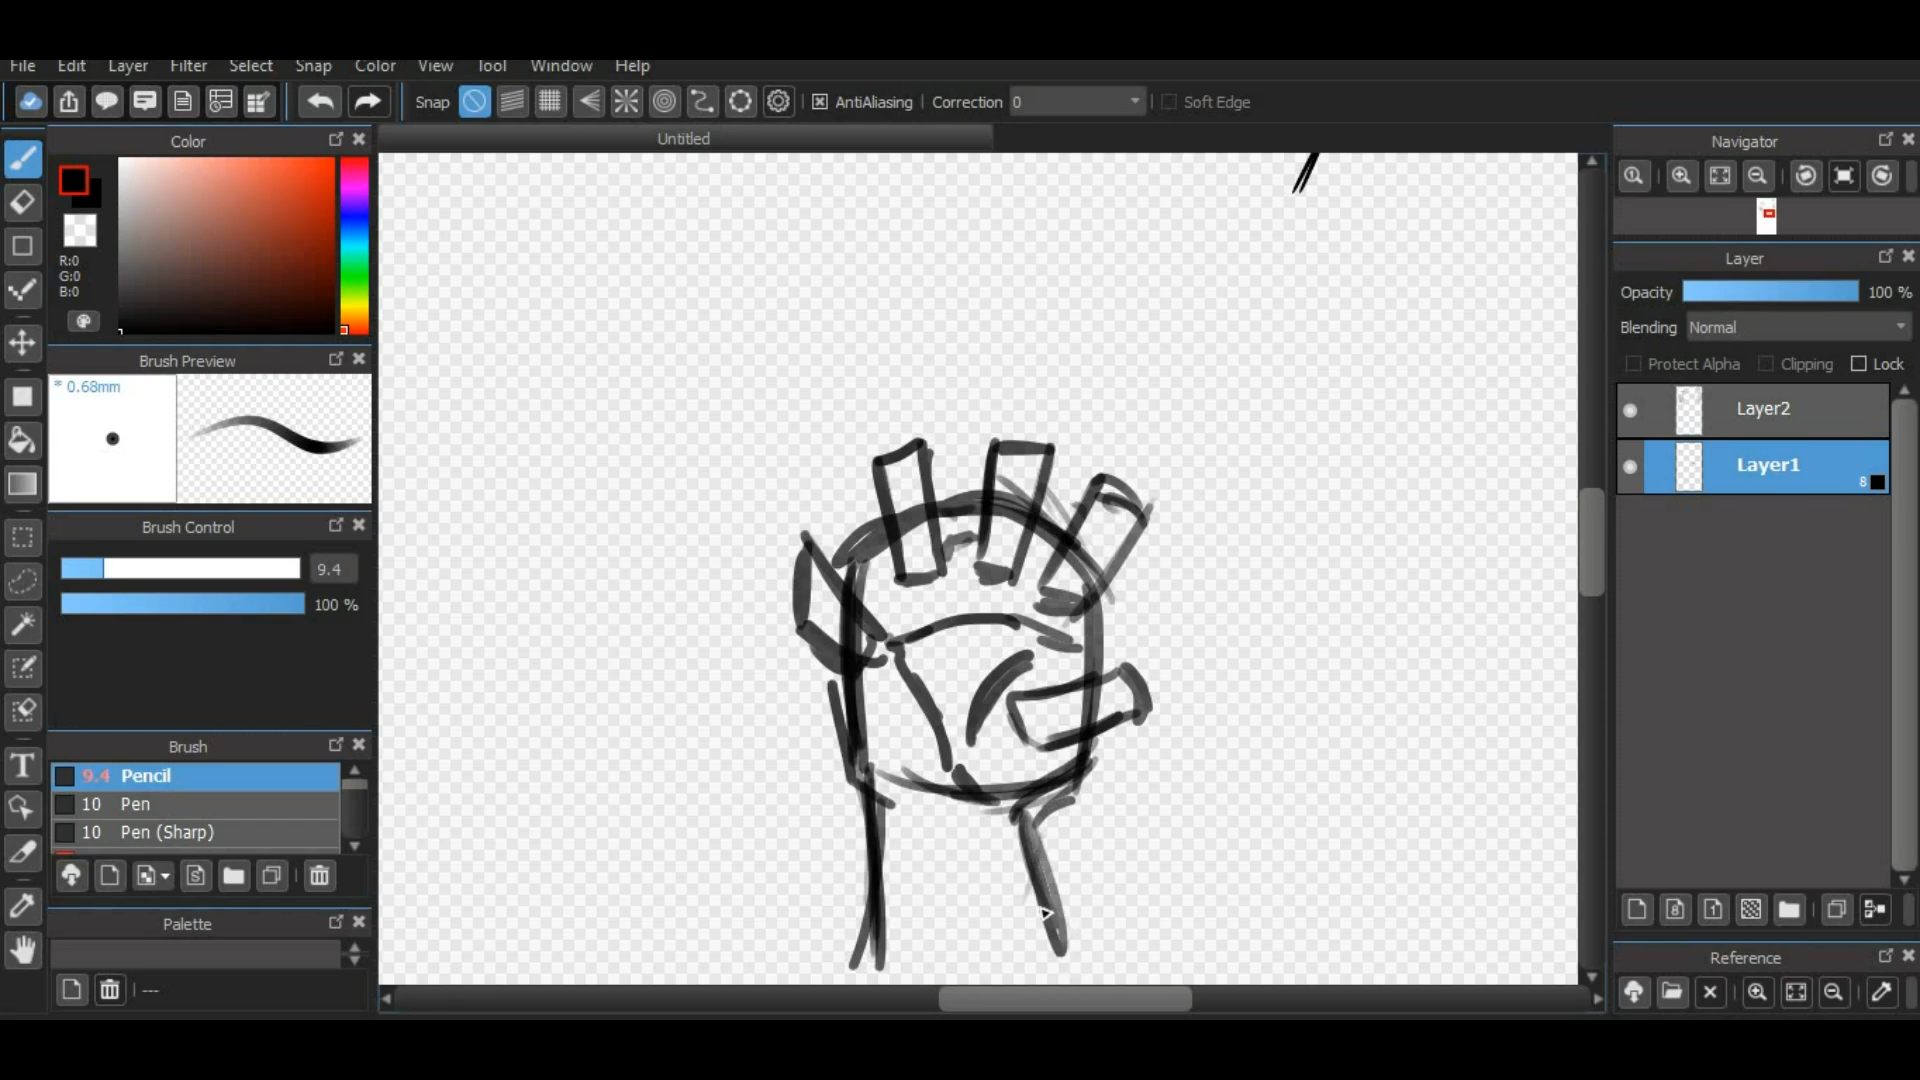 File Edit Layer Filter Select Snap Color View Tool Window Help
Snap AntiAliasing Correction 0 Soft Edge
Color
Untitled
Navigator
R:0
G:0
B:0
Layer
Opacity 100 %
Blending Normal
Protect Alpha Clipping Lock
Brush Preview
* 0.68mm
Layer2
Layer1
8
Brush Control
9.4
100 %
Brush
9.4 Pencil
10 Pen
10 Pen (Sharp)
Palette
---
Reference